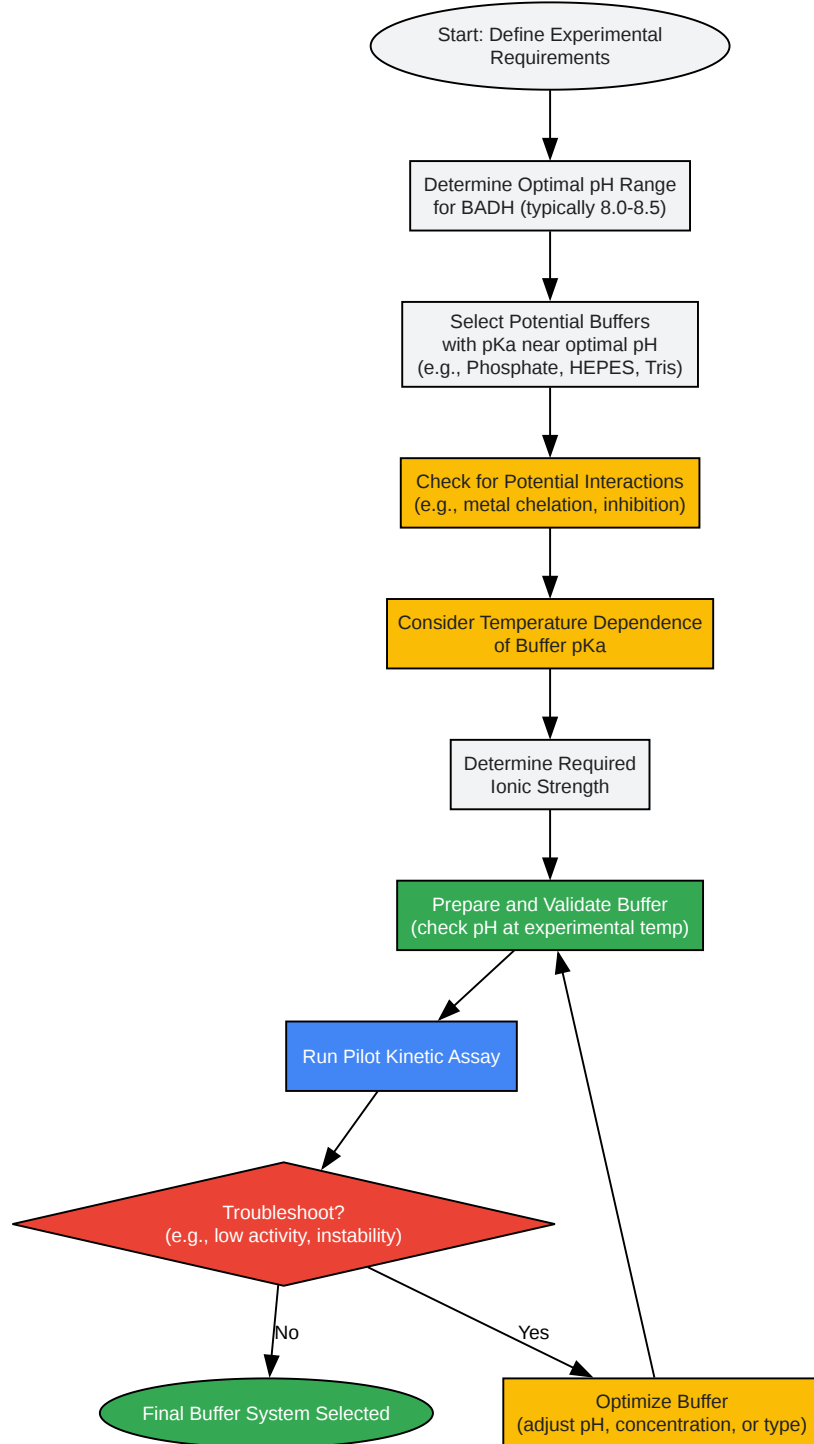 Start: Define Experimental
Requirements
Determine Optimal pH Range
for BADH (typically 8.0-8.5)
Select Potential Buffers
with pKa near optimal pH
(e.g., Phosphate, HEPES, Tris)
Check for Potential Interactions
(e.g., metal chelation, inhibition)
Consider Temperature Dependence
of Buffer pKa
Determine Required
Ionic Strength
Prepare and Validate Buffer
(check pH at experimental temp)
Run Pilot Kinetic Assay
Troubleshoot?
(e.g., low activity, instability)
No
Yes
Final Buffer System Selected
Optimize Buffer
(adjust pH, concentration, or type)